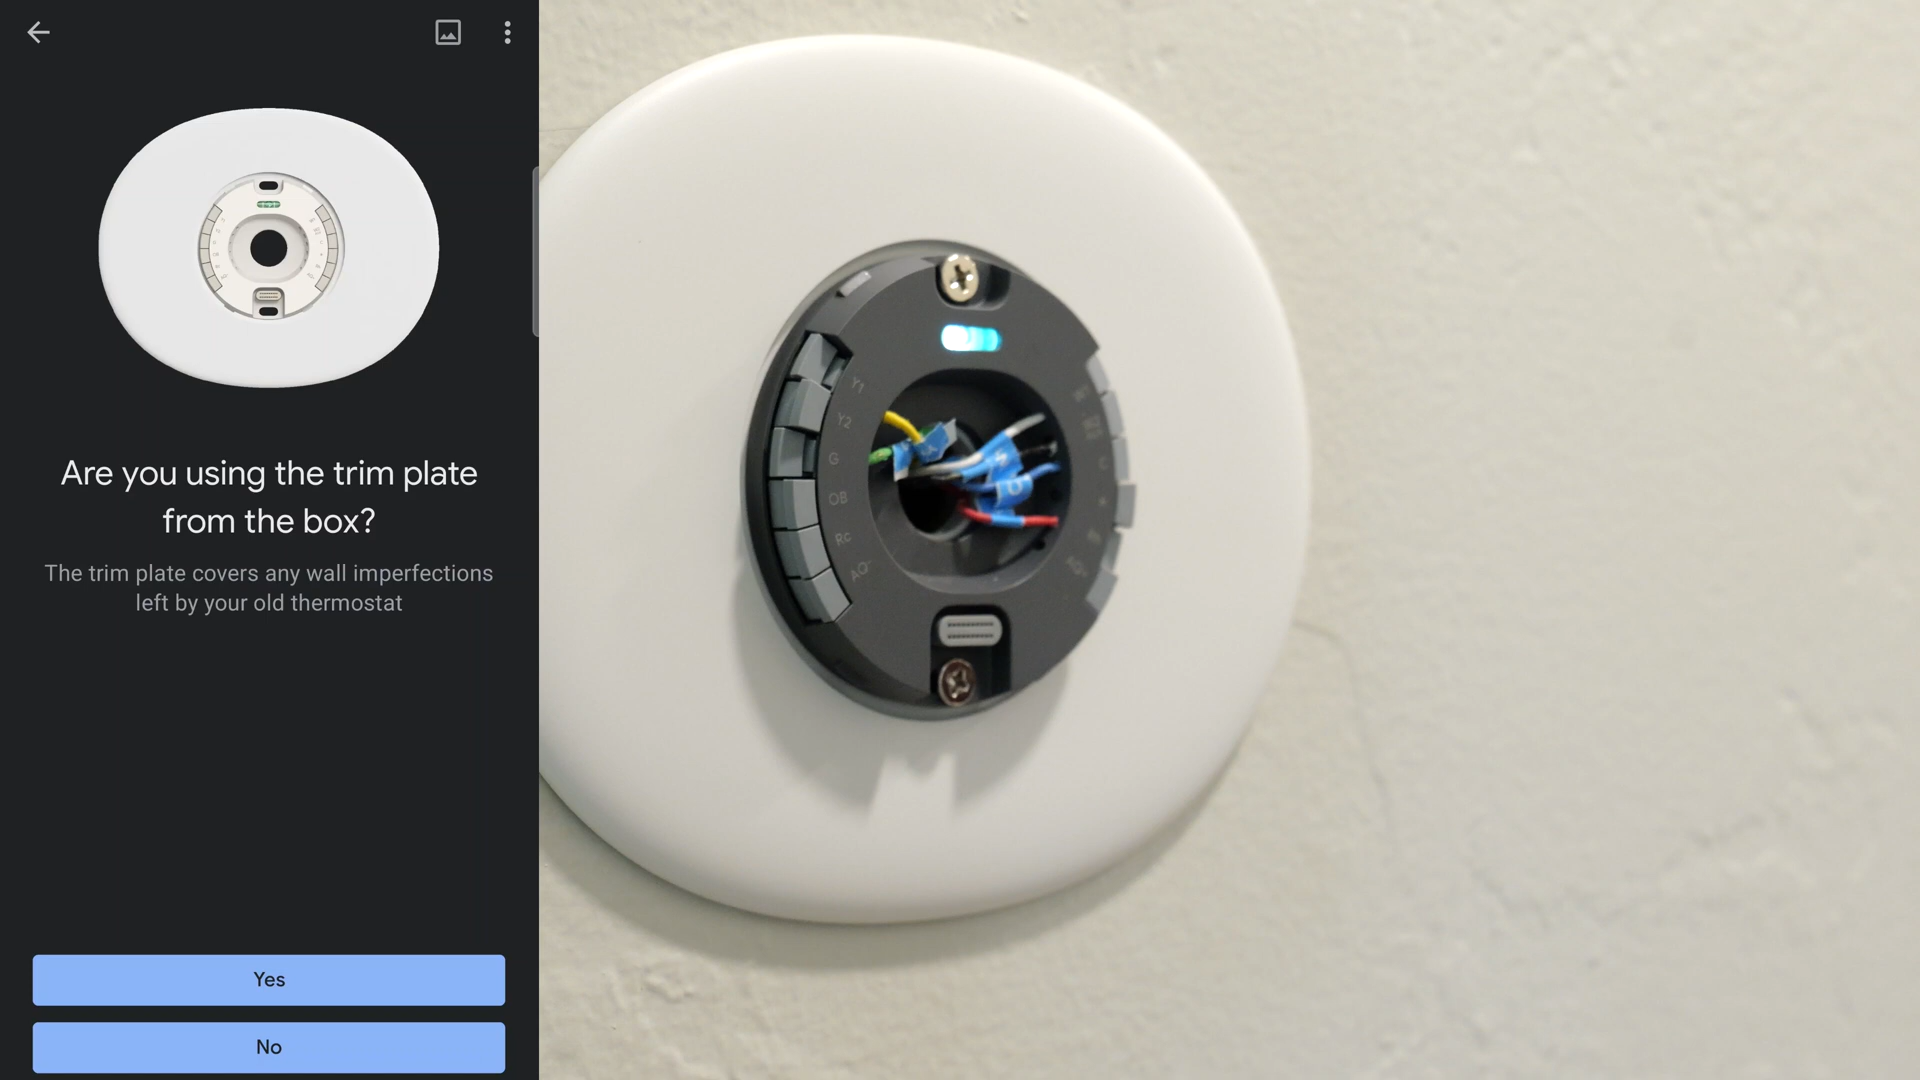 Are you using the trim plate
from the box?
The trim plate covers any wall imperfections
left by your old thermostat
Yes
No
Y1
Y2
G
OB
Rc